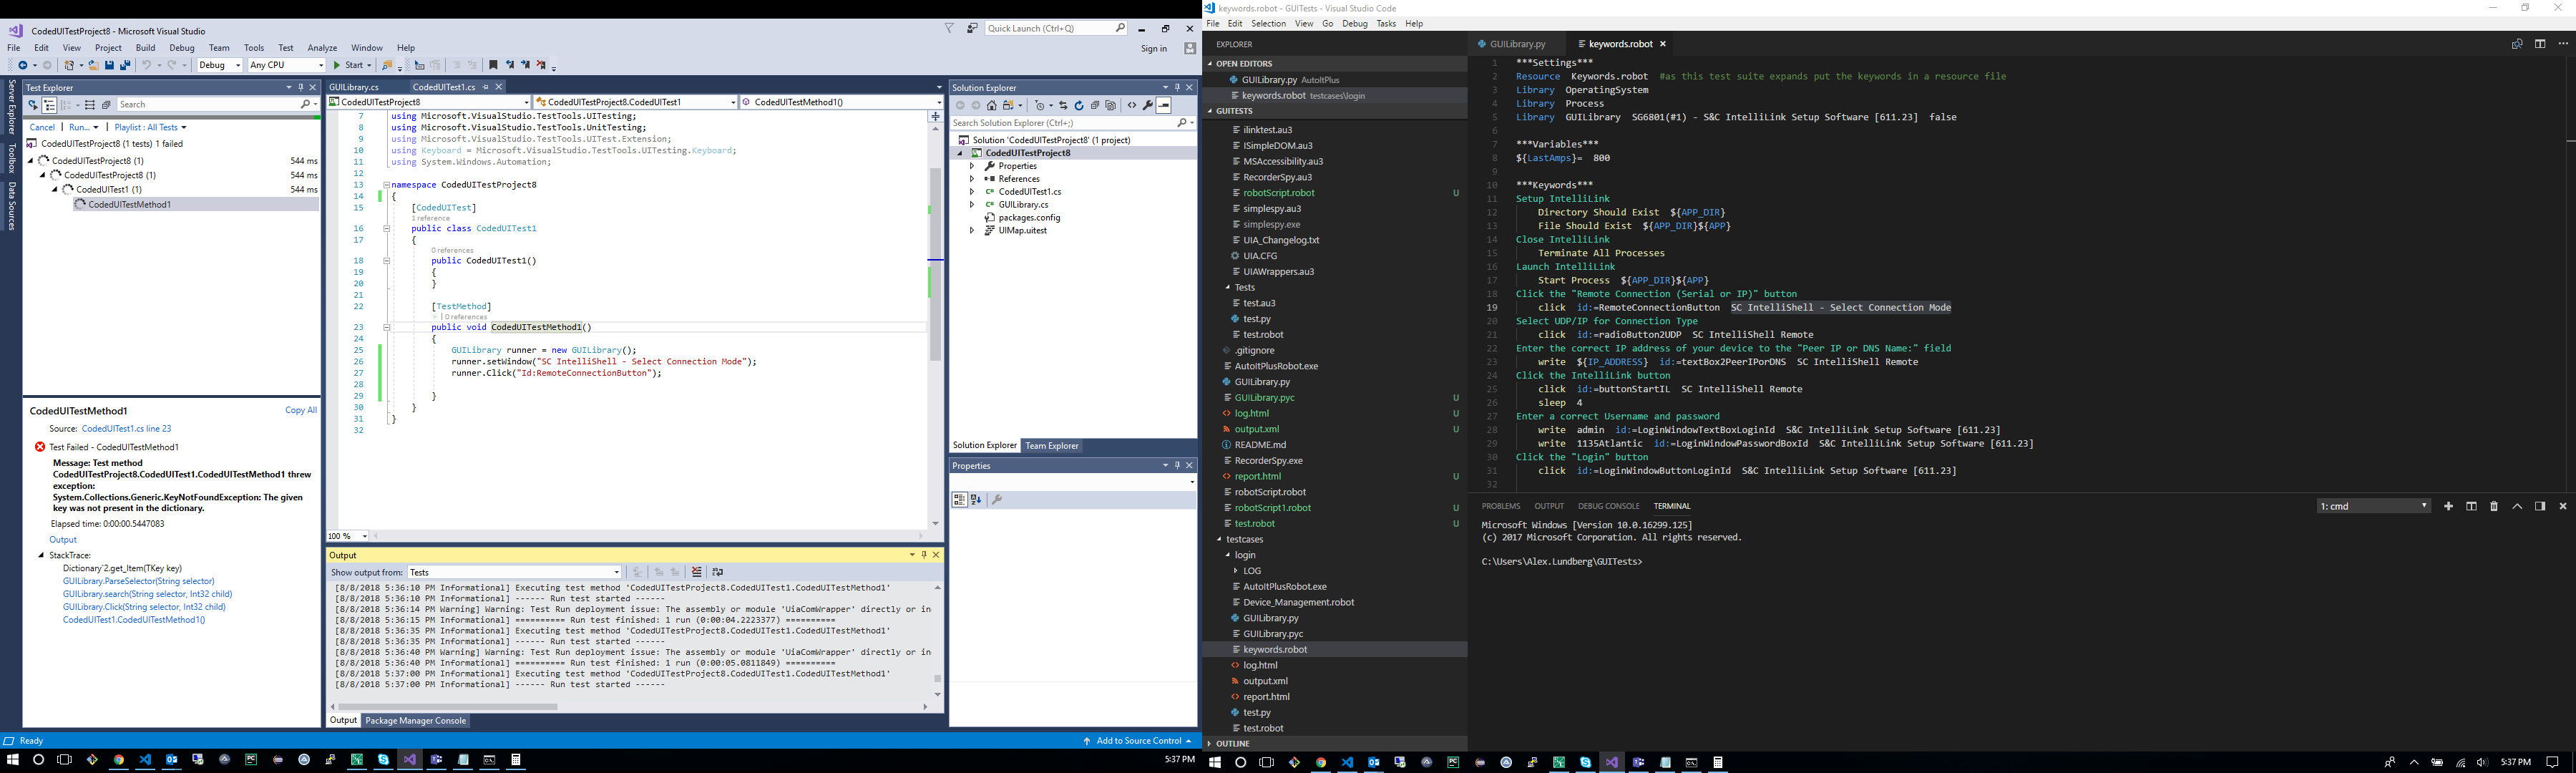 CodedUITestProject8 - Microsoft Visual Studio
Quick Launch (Ctrl+Q)
File Edit View Project Build Debug Team Tools Test Analyze Window Help
Sign in
Debug Any CPU Start
Server Explorer
Toolbox
Data Sources
Test Explorer
Search
Cancel | Run... | Playlist : All Tests
CodedUITestProject8 (1 tests) 1 failed
CodedUITestProject8 (1) 544 ms
CodedUITestProject8 (1) 544 ms
CodedUITest1 (1) 544 ms
CodedUITestMethod1
CodedUITestMethod1 Copy All
Source: CodedUITest1.cs line 23
Test Failed - CodedUITestMethod1
Message: Test method
CodedUITestProject8.CodedUITest1.CodedUITestMethod1 threw
exception:
System.Collections.Generic.KeyNotFoundException: The given
key was not present in the dictionary.
Elapsed time: 0:00:00.5447083
Output
StackTrace:
Dictionary`2.get_Item(TKey key)
GUILibrary.ParseSelector(String selector)
GUILibrary.search(String selector, Int32 child)
GUILibrary.Click(String selector, Int32 child)
CodedUITest1.CodedUITestMethod1()
GUILibrary.cs CodedUITest1.cs
CodedUITestProject8 CodedUITestProject8.CodedUITest1 CodedUITestMethod1()
7 using Microsoft.VisualStudio.TestTools.UITesting;
8 using Microsoft.VisualStudio.TestTools.UnitTesting;
9 using Microsoft.VisualStudio.TestTools.UITest.Extension;
10 using Keyboard = Microsoft.VisualStudio.TestTools.UITesting.Keyboard;
11 using System.Windows.Automation;
12
13 namespace CodedUITestProject8
14 {
15 [CodedUITest]
1 reference
16 public class CodedUITest1
17 {
0 references
18 public CodedUITest1()
19 {
20 }
21
22 [TestMethod]
| 0 references
23 public void CodedUITestMethod1()
24 {
25 GUILibrary runner = new GUILibrary();
26 runner.setWindow("SC IntelliShell - Select Connection Mode");
27 runner.Click("Id:RemoteConnectionButton");
28
29 }
30 }
31 }
32
100 %
Output
Show output from: Tests
[8/8/2018 5:36:10 PM Informational] Executing test method 'CodedUITestProject8.CodedUITest1.CodedUITestMethod1'
[8/8/2018 5:36:10 PM Informational] ------ Run test started ------
[8/8/2018 5:36:14 PM Warning] Warning: Test Run deployment issue: The assembly or module 'UiaComWrapper' directly or in
[8/8/2018 5:36:15 PM Informational] ========== Run test finished: 1 run (0:00:04.2223377) ==========
[8/8/2018 5:36:35 PM Informational] Executing test method 'CodedUITestProject8.CodedUITest1.CodedUITestMethod1'
[8/8/2018 5:36:35 PM Informational] ------ Run test started ------
[8/8/2018 5:36:40 PM Warning] Warning: Test Run deployment issue: The assembly or module 'UiaComWrapper' directly or in
[8/8/2018 5:36:40 PM Informational] ========== Run test finished: 1 run (0:00:05.0811849) ==========
[8/8/2018 5:37:00 PM Informational] Executing test method 'CodedUITestProject8.CodedUITest1.CodedUITestMethod1'
[8/8/2018 5:37:00 PM Informational] ------ Run test started ------
Output Package Manager Console
Solution Explorer
Search Solution Explorer (Ctrl+;)
Solution 'CodedUITestProject8' (1 project)
CodedUITestProject8
Properties
References
C# CodedUITest1.cs
C# GUILibrary.cs
packages.config
UIMap.uitest
Solution Explorer Team Explorer
Properties
Ready
Add to Source Control
5:37 PM
keywords.robot - GUITests - Visual Studio Code
File Edit Selection View Go Debug Tasks Help
EXPLORER
OPEN EDITORS
GUILibrary.py AutoItPlus
keywords.robot testcases\login
GUITESTS
ilinktest.au3
ISimpleDOM.au3
MSAccessibility.au3
RecorderSpy.au3
robotScript.robot U
simplespy.au3
simplespy.exe
UIA_Changelog.txt
UIA.CFG
UIAWrappers.au3
Tests
test.au3
test.py
test.robot
.gitignore
AutoItPlusRobot.exe
GUILibrary.py
GUILibrary.pyc U
log.html U
output.xml U
README.md
RecorderSpy.exe
report.html U
robotScript.robot
robotScript1.robot U
test.robot U
testcases
login
LOG
AutoItPlusRobot.exe
Device_Management.robot
GUILibrary.py
GUILibrary.pyc
keywords.robot
log.html
output.xml
report.html
test.py
test.robot
OUTLINE
GUILibrary.py keywords.robot
1 ***Settings***
2 Resource Keywords.robot #as this test suite expands put the keywords in a resource file
3 Library OperatingSystem
4 Library Process
5 Library GUILibrary SG6801(#1) - S&C IntelliLink Setup Software [611.23] false
6
7 ***Variables***
8 ${LastAmps}= 800
9
10 ***Keywords***
11 Setup IntelliLink
12 Directory Should Exist ${APP_DIR}
13 File Should Exist ${APP_DIR}${APP}
14 Close IntelliLink
15 Terminate All Processes
16 Launch IntelliLink
17 Start Process ${APP_DIR}${APP}
18 Click the "Remote Connection (Serial or IP)" button
19 click id:=RemoteConnectionButton SC IntelliShell - Select Connection Mode
20 Select UDP/IP for Connection Type
21 click id:=radioButton2UDP SC IntelliShell Remote
22 Enter the correct IP address of your device to the "Peer IP or DNS Name:" field
23 write ${IP_ADDRESS} id:=textBox2PeerIPorDNS SC IntelliShell Remote
24 Click the IntelliLink button
25 click id:=buttonStartIL SC IntelliShell Remote
26 sleep 4
27 Enter a correct Username and password
28 write admin id:=LoginWindowTextBoxLoginId S&C IntelliLink Setup Software [611.23]
29 write 1135Atlantic id:=LoginWindowPasswordBoxId S&C IntelliLink Setup Software [611.23]
30 Click the "Login" button
31 click id:=LoginWindowButtonLoginId S&C IntelliLink Setup Software [611.23]
32
PROBLEMS OUTPUT DEBUG CONSOLE TERMINAL 1: cmd
Microsoft Windows [Version 10.0.16299.125]
(c) 2017 Microsoft Corporation. All rights reserved.
C:\Users\Alex.Lundberg\GUITests>
5:37 PM